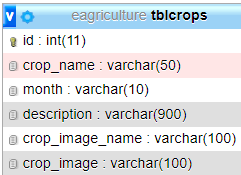 v eagriculture tblcrops
id : int(11)
crop_name : varchar(50)
month : varchar(10)
description : varchar(900)
crop_image_name : varchar(100)
crop_image : varchar(100)